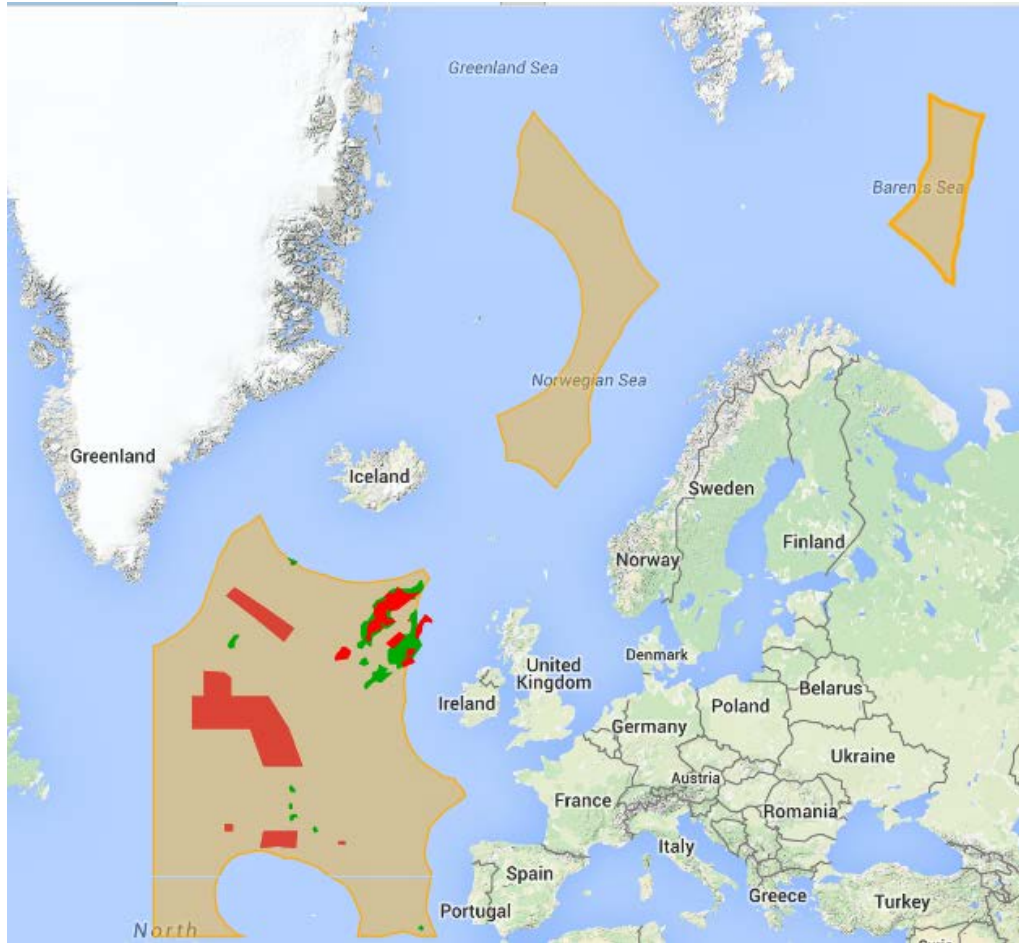 Greenland Sea
Barents Sea
Norwegian Sea
Greenland
Iceland
Sweden
Finland
Norway
Denmark
United
Kingdom
Ireland
Belarus
Poland
Germany
Ukraine
Austria
France
Romania
Italy
Spain
Greece
Turkey
Portugal
North